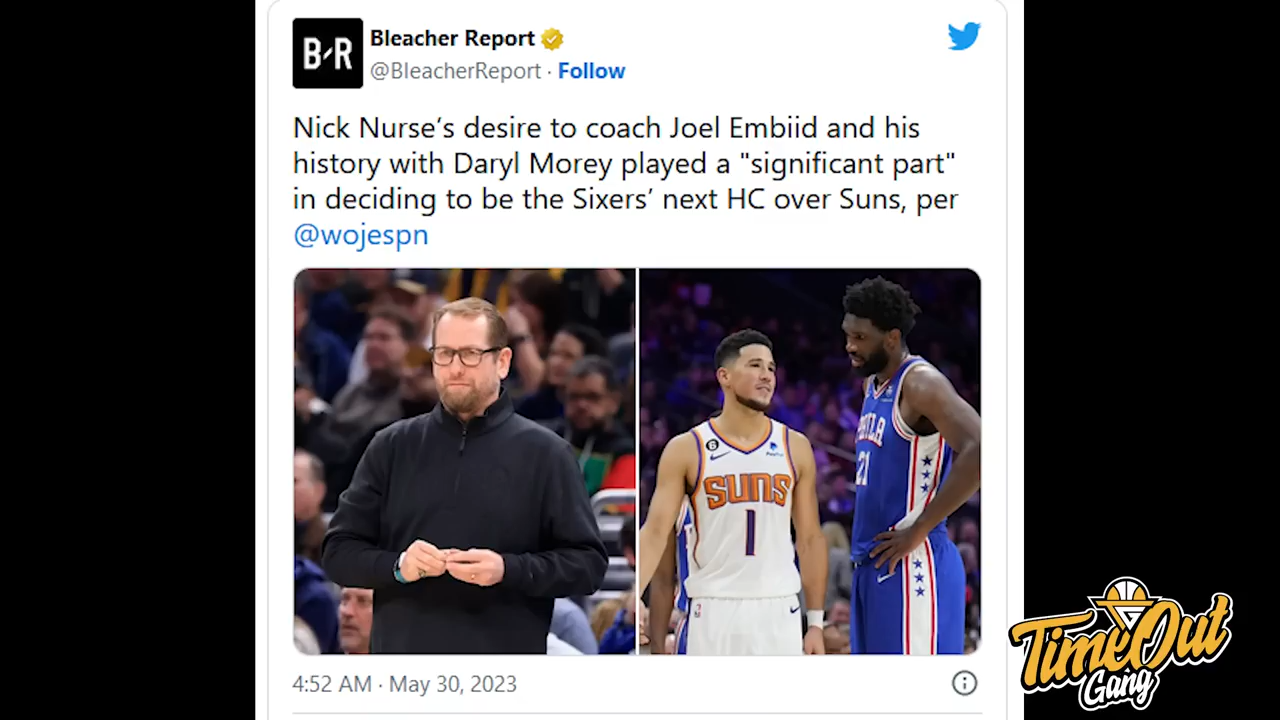 B/R Bleacher Report
@BleacherReport · Follow
Nick Nurse’s desire to coach Joel Embiid and his
history with Daryl Morey played a "significant part"
in deciding to be the Sixers’ next HC over Suns, per
@wojespn
SUNS
1
PHILA
21
6
PayPal
4:52 AM · May 30, 2023
TimeOut
Gang